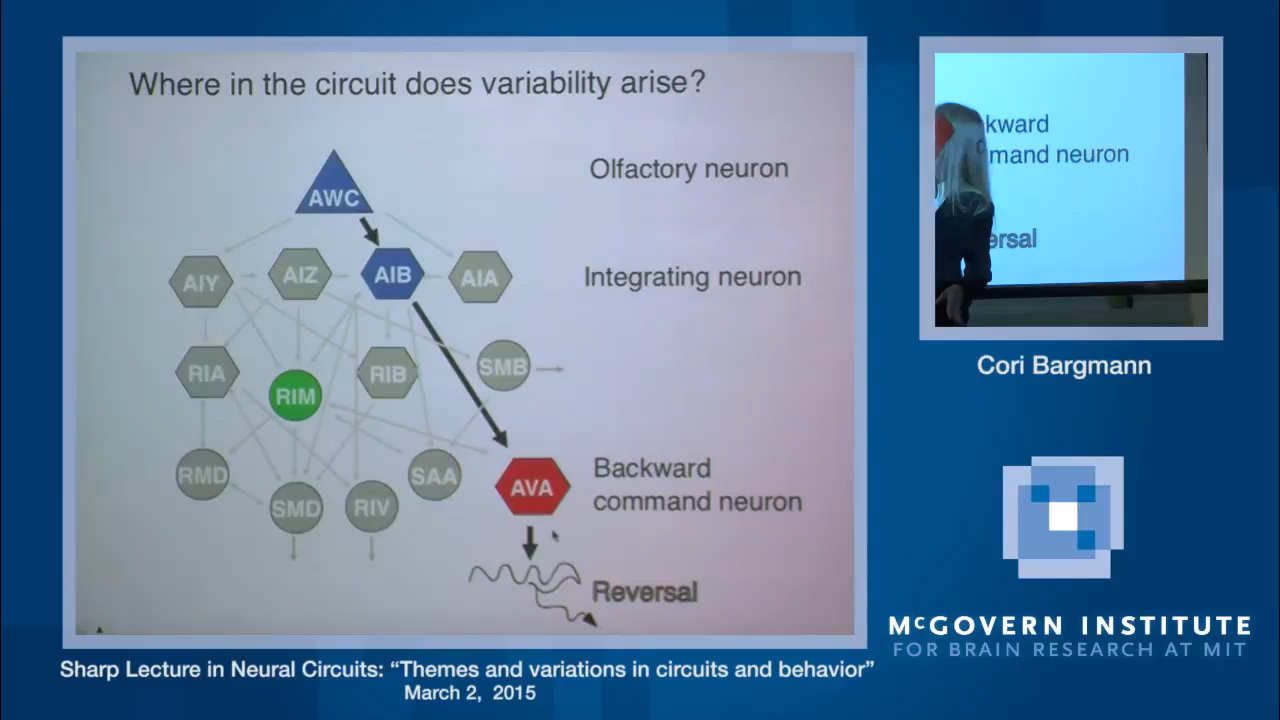 Where in the circuit does variability arise?
AWC
Olfactory neuron
AIY
AIZ
AIB
AIA
Integrating neuron
RIA
RIM
RIB
SMB
RMD
SMD
RIV
SAA
AVA
Backward
command neuron
Reversal
kward
mand neuron
ersal
Cori Bargmann
McGOVERN INSTITUTE
FOR BRAIN RESEARCH AT MIT
Sharp Lecture in Neural Circuits: “Themes and variations in circuits and behavior”
March 2, 2015